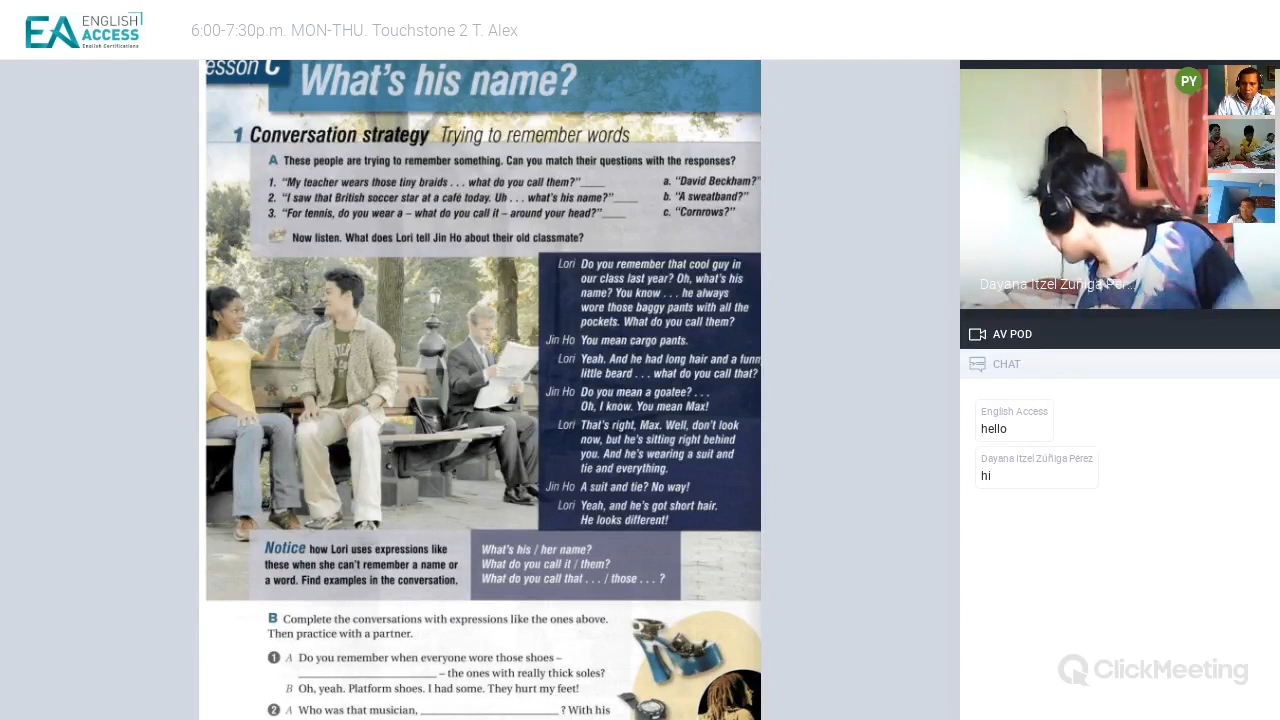 EA ENGLISH ACCESS
English Certifications
6:00-7:30p.m. MON-THU. Touchstone 2 T. Alex
esson C
What's his name?
1 Conversation strategy Trying to remember words
A These people are trying to remember something. Can you match their questions with the responses?
1. "My teacher wears those tiny braids . . . what do you call them?"____ a. "David Beckham?"
2. "I saw that British soccer star at a café today. Uh . . . what's his name?"____ b. "A sweatband?"
3. "For tennis, do you wear a – what do you call it – around your head?"____ c. "Cornrows?"
Now listen. What does Lori tell Jin Ho about their old classmate?
Lori Do you remember that cool guy in
our class last year? Oh, what's his
name? You know . . . he always
wore those baggy pants with all the
pockets. What do you call them?
Jin Ho You mean cargo pants.
Lori Yeah. And he had long hair and a funn
little beard . . . what do you call that?
Jin Ho Do you mean a goatee? . . .
Oh, I know. You mean Max!
Lori That's right, Max. Well, don't look
now, but he's sitting right behind
you. And he's wearing a suit and
tie and everything.
Jin Ho A suit and tie? No way!
Lori Yeah, and he's got short hair.
He looks different!
Notice how Lori uses expressions like
these when she can't remember a name or
a word. Find examples in the conversation.
What's his / her name?
What do you call it / them?
What do you call that . . . / those . . . ?
B Complete the conversations with expressions like the ones above.
Then practice with a partner.
1 A Do you remember when everyone wore those shoes –
____ – the ones with really thick soles?
B Oh, yeah. Platform shoes. I had some. They hurt my feet!
2 A Who was that musician, ____ ? With his
PY
Dayana Itzel Zúñiga Pér...
AV POD
CHAT
English Access
hello
Dayana Itzel Zúñiga Pérez
hi
ClickMeeting